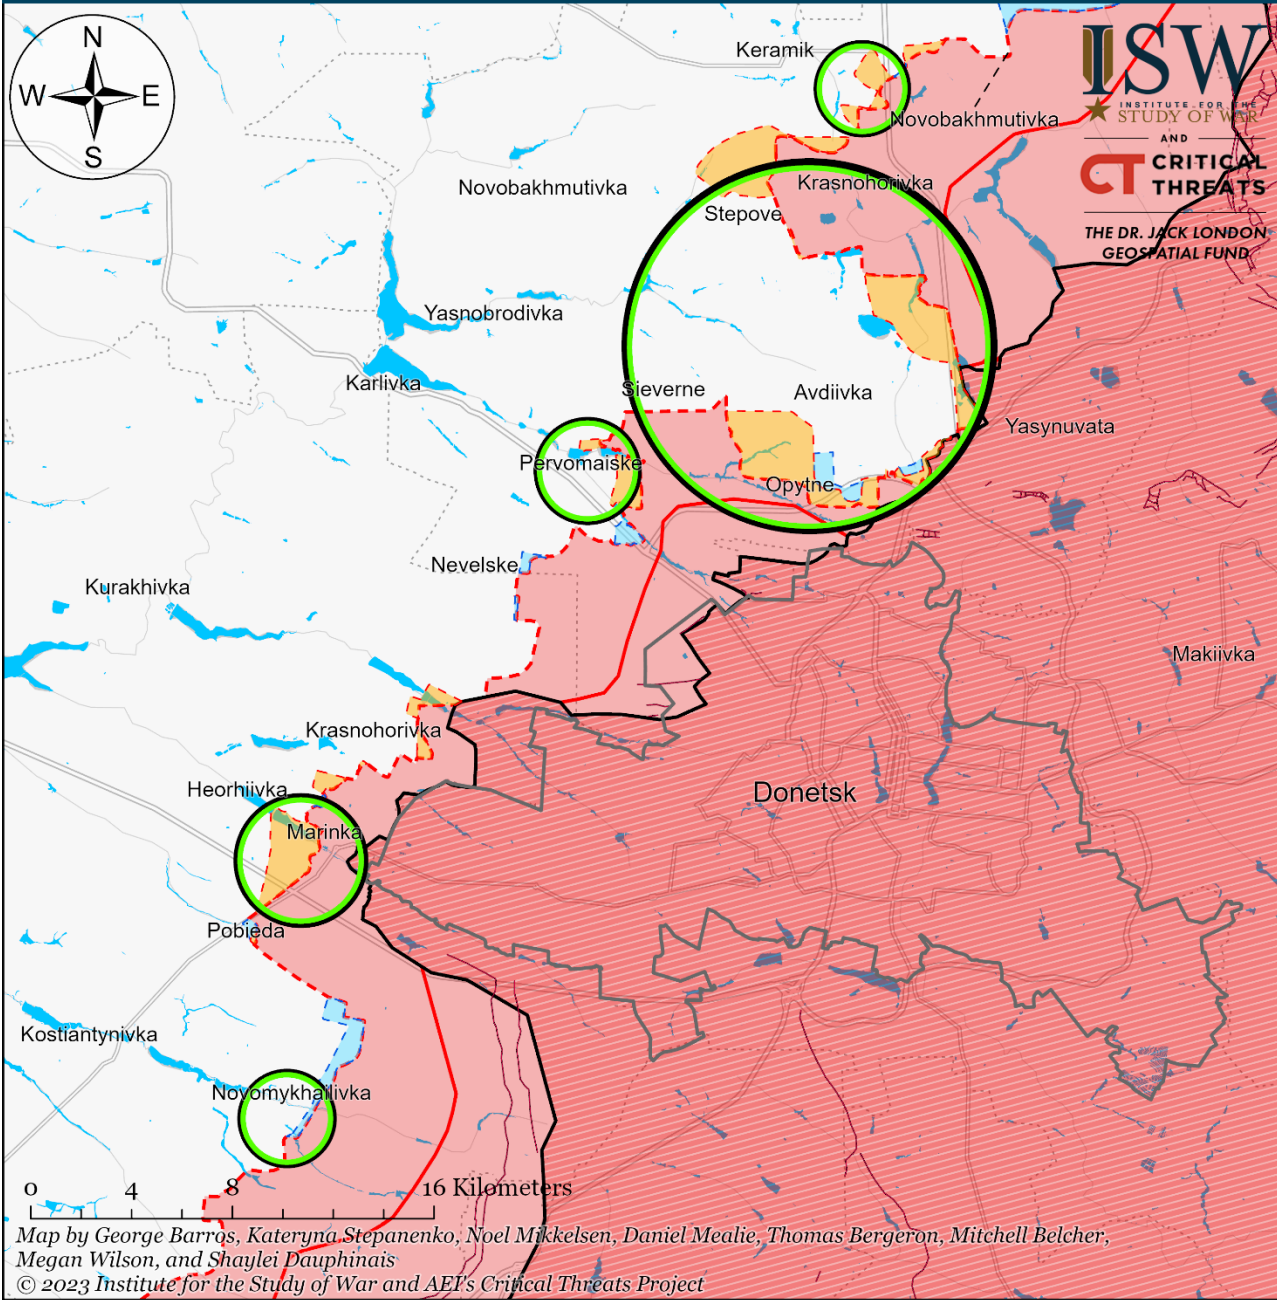 N
W
E
S
Keramik
ISW
INSTITUTE FOR THE
STUDY OF WAR
AND
CT CRITICAL
THREATS
THE DR. JACK LONDON
GEOSPATIAL FUND
Novobakhmutivka
Novobakhmutivka
Krasnohorivka
Stepove
Yasnobrodivka
Karlivka
Sieverne
Avdiivka
Yasynuvata
Pervomaiske
Opytne
Nevelske
Kurakhivka
Makiivka
Krasnohorivka
Heorhiivka
Donetsk
Marinka
Pobieda
Kostiantynivka
Novomykhailivka
0 4 8 16 Kilometers
Map by George Barros, Kateryna Stepanenko, Noel Mikkelsen, Daniel Mealie, Thomas Bergeron, Mitchell Belcher,
Megan Wilson, and Shaylei Dauphinais
© 2023 Institute for the Study of War and AEI's Critical Threats Project